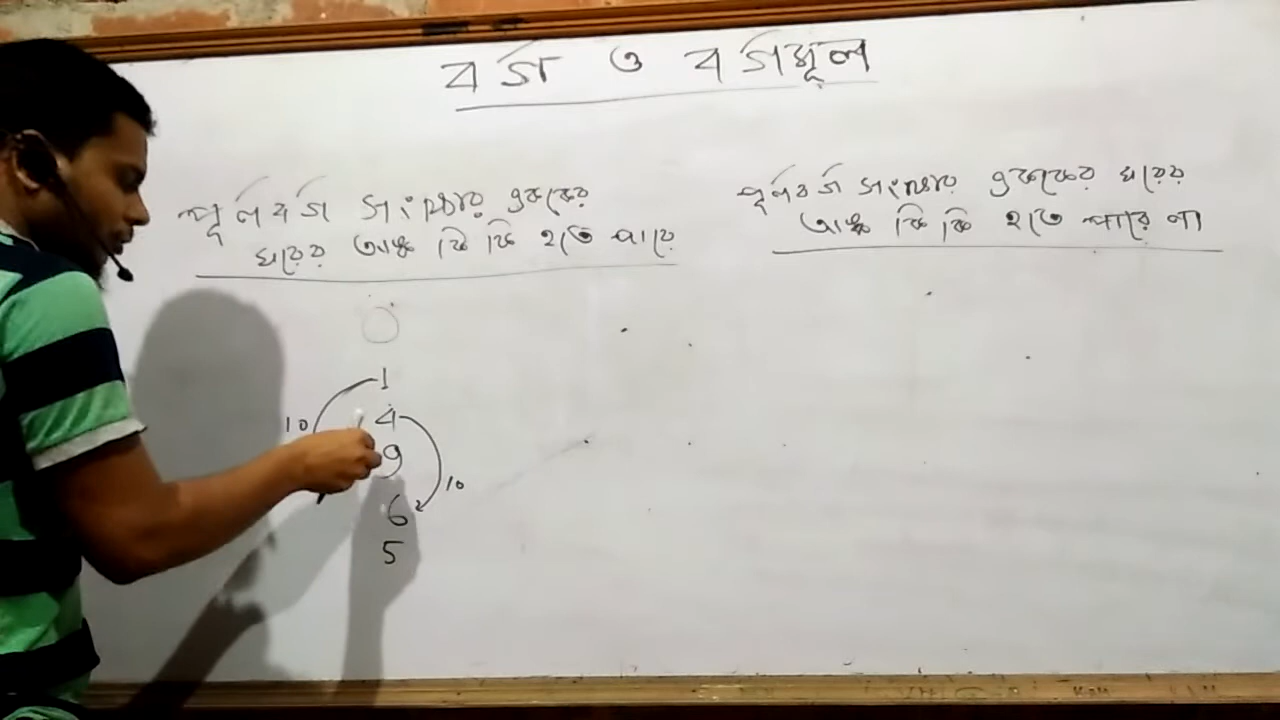 বর্গ ও বর্গমূল
পূর্ণবর্গ সংখ্যার এককের
ঘরের অঙ্ক কি কি হতে পারে
পূর্ণবর্গ সংখ্যার এককের ঘরের
অঙ্ক কি কি হতে পারে না
0
1
10
4
9
10
6
5